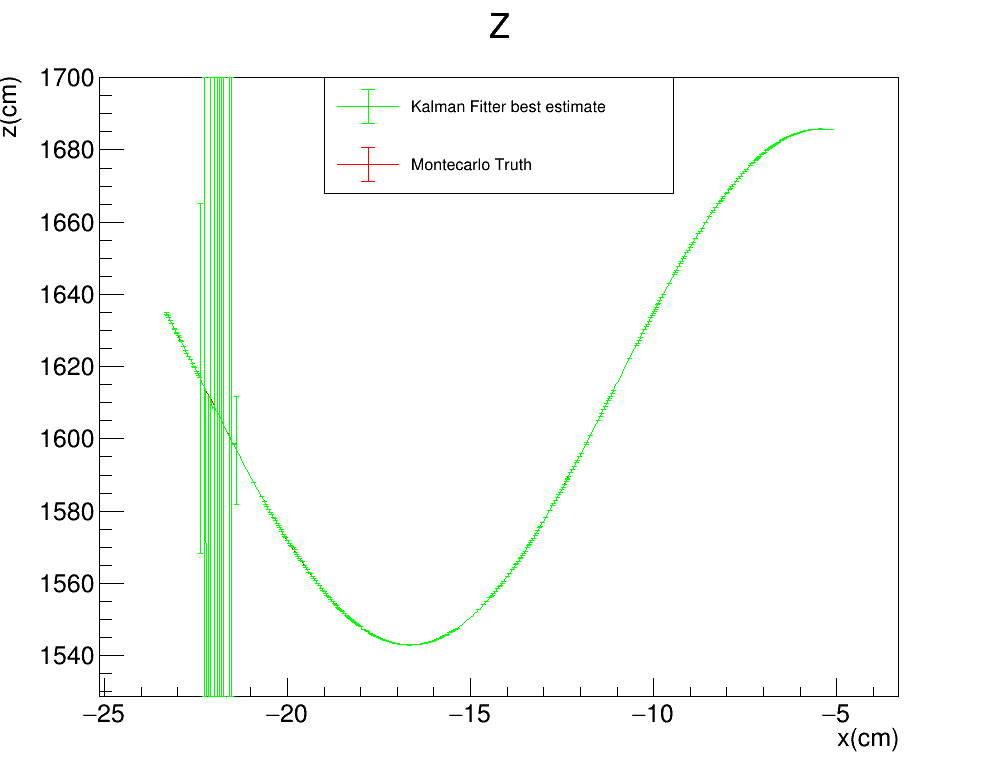 Z
z(cm)
1700
1680
1660
1640
1620
1600
1580
1560
1540
Kalman Fitter best estimate
Montecarlo Truth
−25 −20 −15 −10 −5
x(cm)